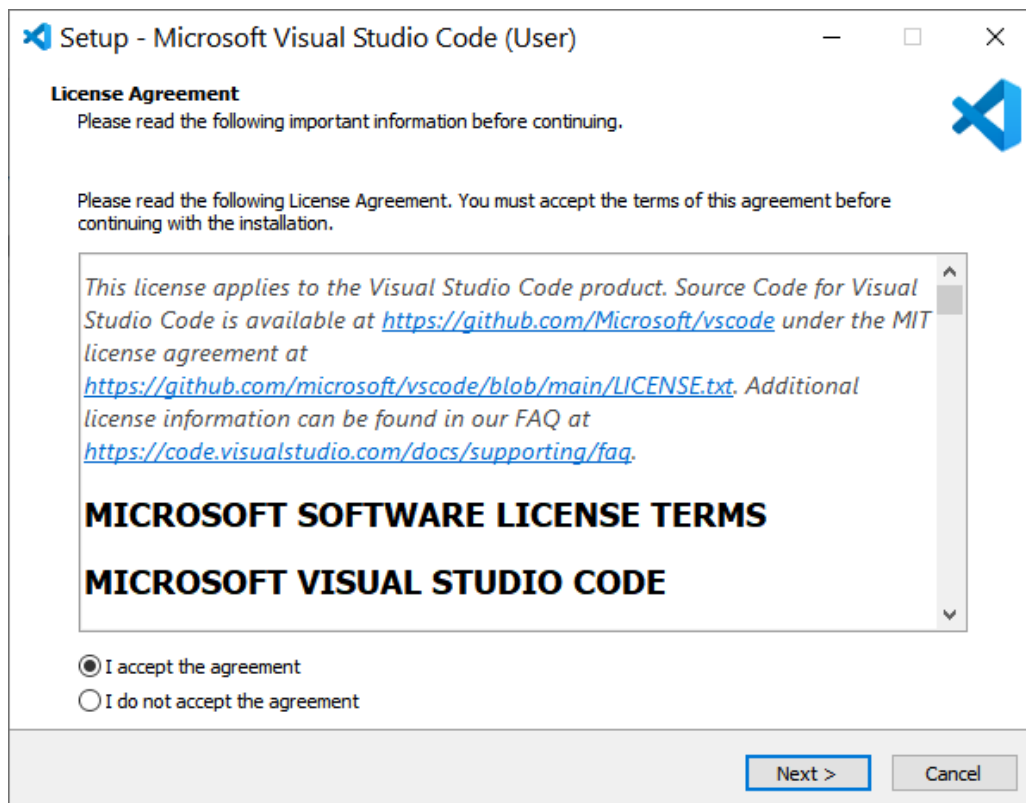 Setup - Microsoft Visual Studio Code (User)
License Agreement
Please read the following important information before continuing.
Please read the following License Agreement. You must accept the terms of this agreement before
continuing with the installation.
This license applies to the Visual Studio Code product. Source Code for Visual
Studio Code is available at https://github.com/Microsoft/vscode under the MIT
license agreement at
https://github.com/microsoft/vscode/blob/main/LICENSE.txt. Additional
license information can be found in our FAQ at
https://code.visualstudio.com/docs/supporting/faq.
MICROSOFT SOFTWARE LICENSE TERMS
MICROSOFT VISUAL STUDIO CODE
I accept the agreement
I do not accept the agreement
Next >
Cancel